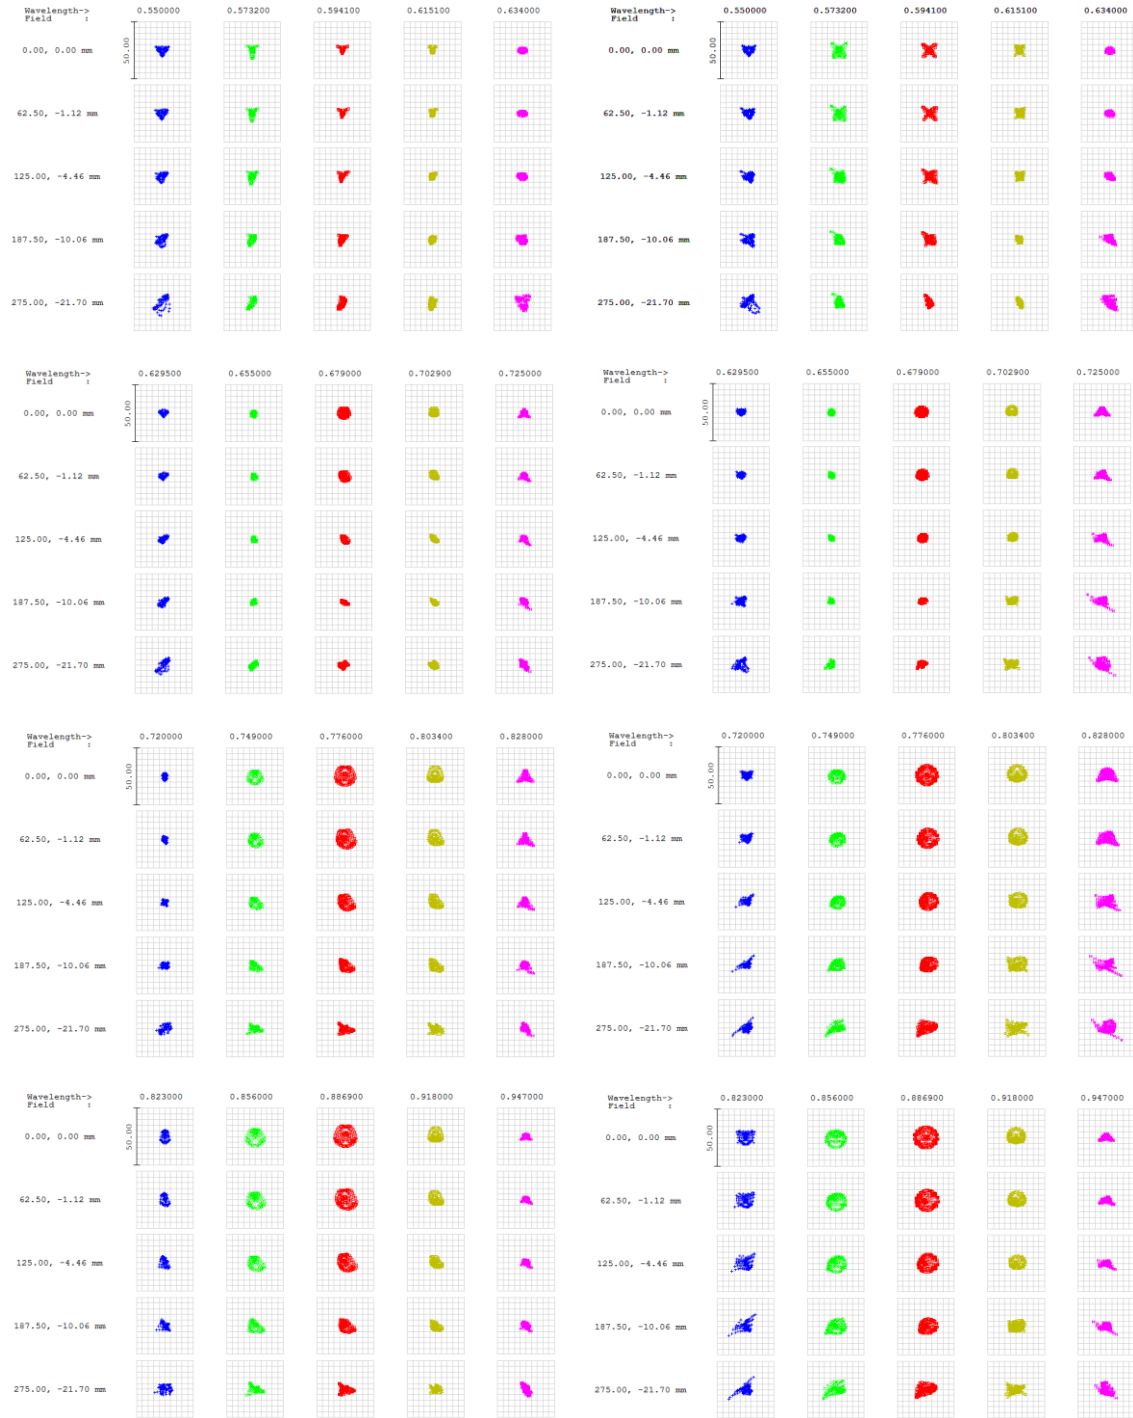 Wavelength-> 0.550000 0.573200 0.594100 0.615100 0.634000
Field :
50.00
0.00, 0.00 mm
62.50, -1.12 mm
125.00, -4.46 mm
187.50, -10.06 mm
275.00, -21.70 mm
Wavelength-> 0.550000 0.573200 0.594100 0.615100 0.634000
Field :
50.00
0.00, 0.00 mm
62.50, -1.12 mm
125.00, -4.46 mm
187.50, -10.06 mm
275.00, -21.70 mm
Wavelength-> 0.629500 0.655000 0.679000 0.702900 0.725000
Field :
50.00
0.00, 0.00 mm
62.50, -1.12 mm
125.00, -4.46 mm
187.50, -10.06 mm
275.00, -21.70 mm
Wavelength-> 0.629500 0.655000 0.679000 0.702900 0.725000
Field :
50.00
0.00, 0.00 mm
62.50, -1.12 mm
125.00, -4.46 mm
187.50, -10.06 mm
275.00, -21.70 mm
Wavelength-> 0.720000 0.749000 0.776000 0.803400 0.828000
Field :
50.00
0.00, 0.00 mm
62.50, -1.12 mm
125.00, -4.46 mm
187.50, -10.06 mm
275.00, -21.70 mm
Wavelength-> 0.720000 0.749000 0.776000 0.803400 0.828000
Field :
50.00
0.00, 0.00 mm
62.50, -1.12 mm
125.00, -4.46 mm
187.50, -10.06 mm
275.00, -21.70 mm
Wavelength-> 0.823000 0.856000 0.886900 0.918000 0.947000
Field :
50.00
0.00, 0.00 mm
62.50, -1.12 mm
125.00, -4.46 mm
187.50, -10.06 mm
275.00, -21.70 mm
Wavelength-> 0.823000 0.856000 0.886900 0.918000 0.947000
Field :
50.00
0.00, 0.00 mm
62.50, -1.12 mm
125.00, -4.46 mm
187.50, -10.06 mm
275.00, -21.70 mm